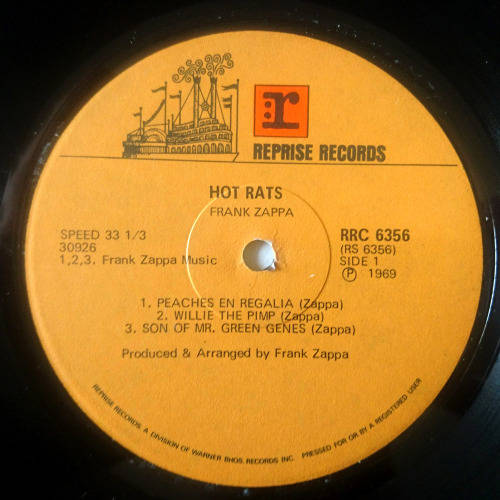 r
REPRISE RECORDS
HOT RATS
FRANK ZAPPA
SPEED 33 1/3
30926
1,2,3. Frank Zappa Music
RRC 6356
(RS 6356)
SIDE 1
Ⓟ 1969
1. PEACHES EN REGALIA (Zappa)
2. WILLIE THE PIMP (Zappa)
3. SON OF MR. GREEN GENES (Zappa)
Produced & Arranged by Frank Zappa
REPRISE RECORDS. A DIVISION OF WARNER BROS. RECORDS INC. PRESSED FOR OR BY A REGISTERED USER